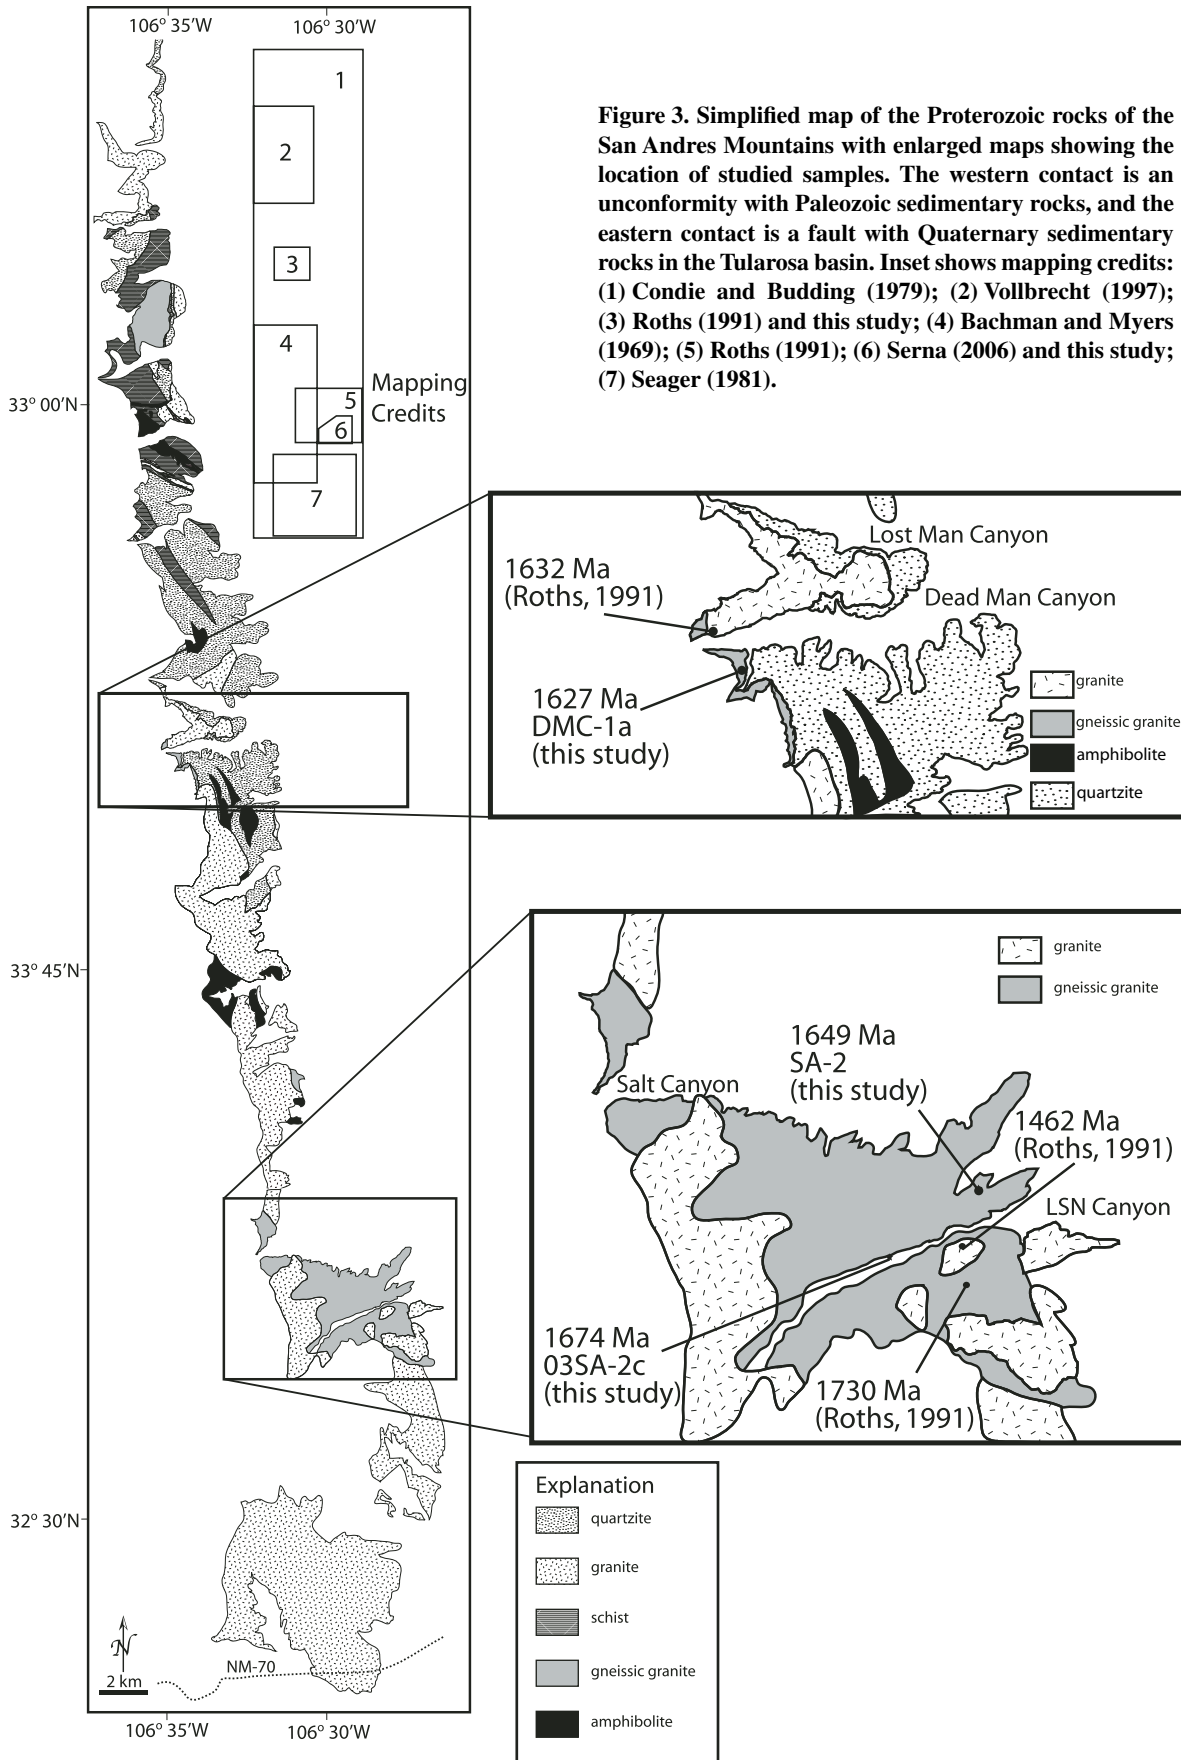 106° 35’W
106° 30’W
1
2
3
4
5
6
7
Mapping
Credits
33° 00’N
33° 45’N
32° 30’N
N
2 km
NM-70
106° 35’W
106° 30’W
Figure 3. Simplified map of the Proterozoic rocks of the
San Andres Mountains with enlarged maps showing the
location of studied samples. The western contact is an
unconformity with Paleozoic sedimentary rocks, and the
eastern contact is a fault with Quaternary sedimentary
rocks in the Tularosa basin. Inset shows mapping credits:
(1) Condie and Budding (1979); (2) Vollbrecht (1997);
(3) Roths (1991) and this study; (4) Bachman and Myers
(1969); (5) Roths (1991); (6) Serna (2006) and this study;
(7) Seager (1981).
Lost Man Canyon
1632 Ma
(Roths, 1991)
Dead Man Canyon
1627 Ma
DMC-1a
(this study)
granite
gneissic granite
amphibolite
quartzite
granite
gneissic granite
1649 Ma
SA-2
(this study)
Salt Canyon
1462 Ma
(Roths, 1991)
LSN Canyon
1674 Ma
03SA-2c
(this study)
1730 Ma
(Roths, 1991)
Explanation
quartzite
granite
schist
gneissic granite
amphibolite